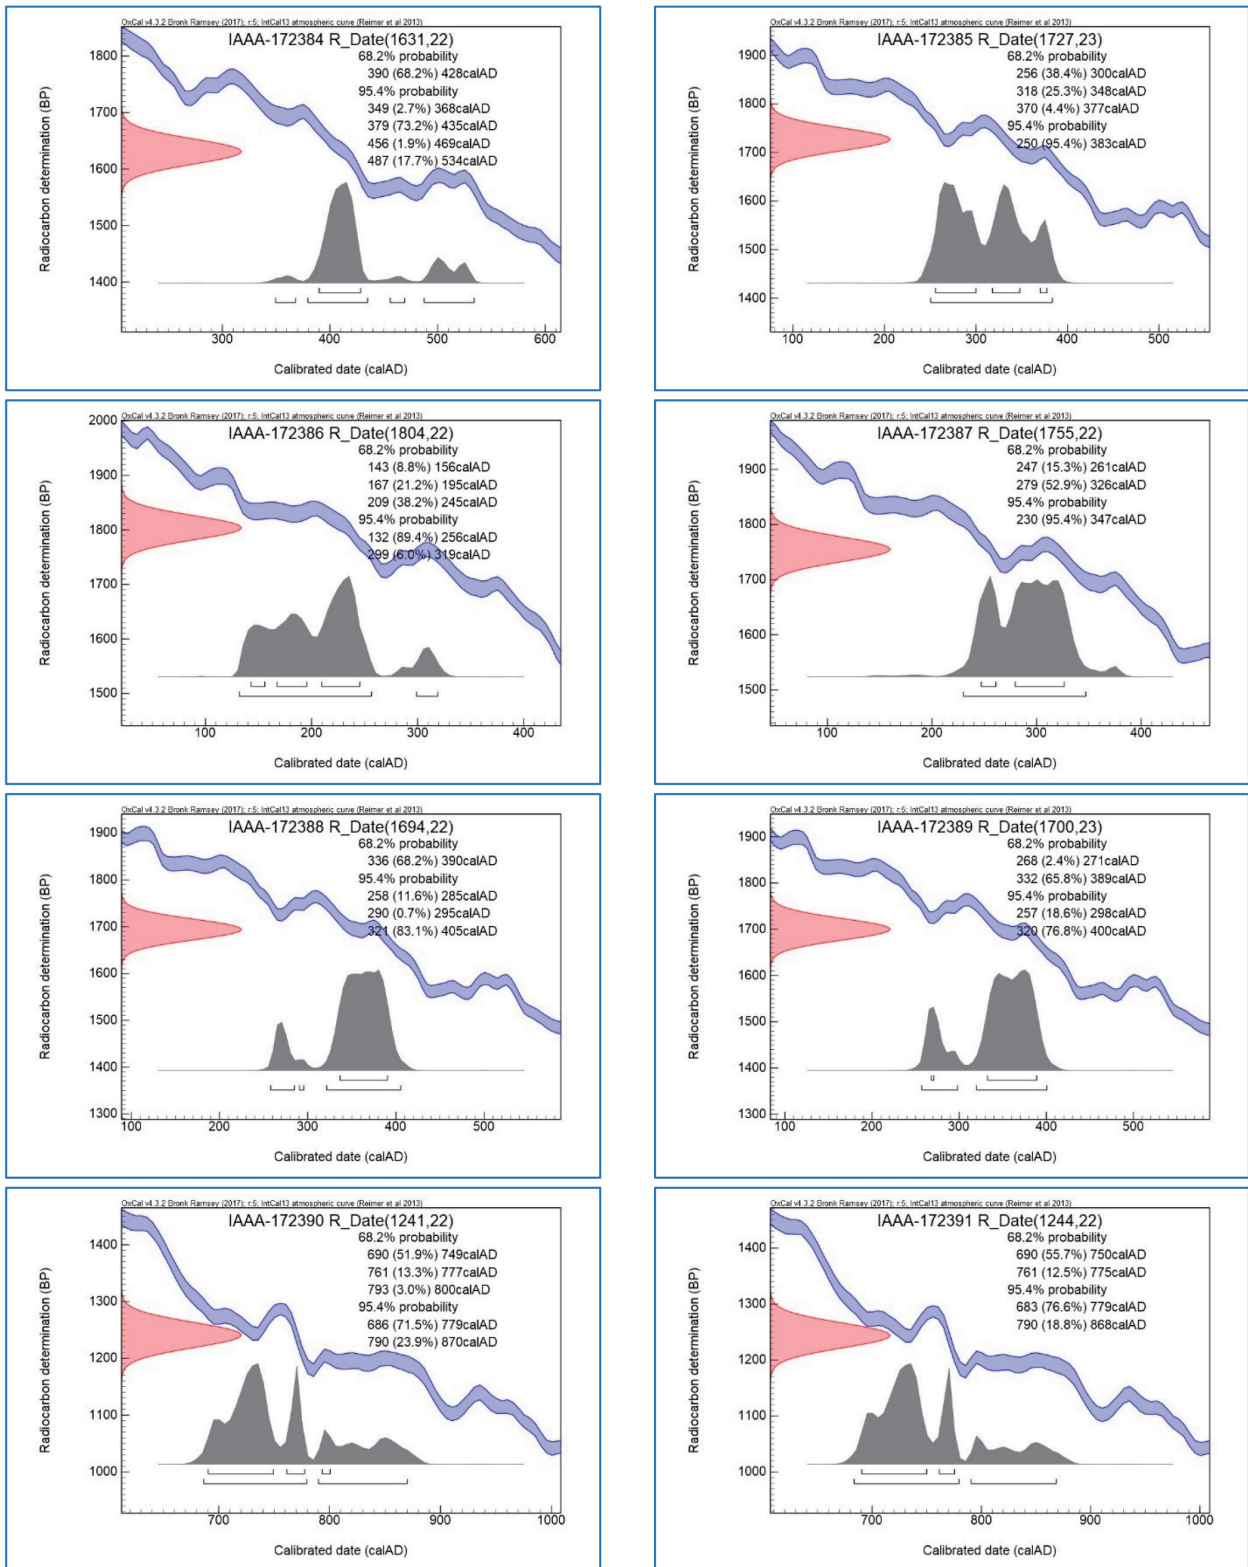 OxCal v4.3.2 Bronk Ramsey (2017); r:5; IntCal13 atmospheric curve (Reimer et al 2013)
IAAA-172384 R_Date(1631,22)
68.2% probability
390 (68.2%) 428calAD
95.4% probability
349 (2.7%) 368calAD
379 (73.2%) 435calAD
456 (1.9%) 469calAD
487 (17.7%) 534calAD
Radiocarbon determination (BP)
1800
1700
1600
1500
1400
300
400
500
600
Calibrated date (calAD)
OxCal v4.3.2 Bronk Ramsey (2017); r:5; IntCal13 atmospheric curve (Reimer et al 2013)
IAAA-172385 R_Date(1727,23)
68.2% probability
256 (38.4%) 300calAD
318 (25.3%) 348calAD
370 (4.4%) 377calAD
95.4% probability
250 (95.4%) 383calAD
Radiocarbon determination (BP)
1900
1800
1700
1600
1500
1400
100
200
300
400
500
Calibrated date (calAD)
OxCal v4.3.2 Bronk Ramsey (2017); r:5; IntCal13 atmospheric curve (Reimer et al 2013)
IAAA-172386 R_Date(1804,22)
68.2% probability
143 (8.8%) 156calAD
167 (21.2%) 195calAD
209 (38.2%) 245calAD
95.4% probability
132 (89.4%) 256calAD
299 (6.0%) 319calAD
Radiocarbon determination (BP)
2000
1900
1800
1700
1600
1500
100
200
300
400
Calibrated date (calAD)
OxCal v4.3.2 Bronk Ramsey (2017); r:5; IntCal13 atmospheric curve (Reimer et al 2013)
IAAA-172387 R_Date(1755,22)
68.2% probability
247 (15.3%) 261calAD
279 (52.9%) 326calAD
95.4% probability
230 (95.4%) 347calAD
Radiocarbon determination (BP)
1900
1800
1700
1600
1500
100
200
300
400
Calibrated date (calAD)
OxCal v4.3.2 Bronk Ramsey (2017); r:5; IntCal13 atmospheric curve (Reimer et al 2013)
IAAA-172388 R_Date(1694,22)
68.2% probability
336 (68.2%) 390calAD
95.4% probability
258 (11.6%) 285calAD
290 (0.7%) 295calAD
321 (83.1%) 405calAD
Radiocarbon determination (BP)
1900
1800
1700
1600
1500
1400
1300
100
200
300
400
500
Calibrated date (calAD)
OxCal v4.3.2 Bronk Ramsey (2017); r:5; IntCal13 atmospheric curve (Reimer et al 2013)
IAAA-172389 R_Date(1700,23)
68.2% probability
268 (2.4%) 271calAD
332 (65.8%) 389calAD
95.4% probability
257 (18.6%) 298calAD
320 (76.8%) 400calAD
Radiocarbon determination (BP)
1900
1800
1700
1600
1500
1400
1300
100
200
300
400
500
Calibrated date (calAD)
OxCal v4.3.2 Bronk Ramsey (2017); r:5; IntCal13 atmospheric curve (Reimer et al 2013)
IAAA-172390 R_Date(1241,22)
68.2% probability
690 (51.9%) 749calAD
761 (13.3%) 777calAD
793 (3.0%) 800calAD
95.4% probability
686 (71.5%) 779calAD
790 (23.9%) 870calAD
Radiocarbon determination (BP)
1400
1300
1200
1100
1000
700
800
900
1000
Calibrated date (calAD)
OxCal v4.3.2 Bronk Ramsey (2017); r:5; IntCal13 atmospheric curve (Reimer et al 2013)
IAAA-172391 R_Date(1244,22)
68.2% probability
690 (55.7%) 750calAD
761 (12.5%) 775calAD
95.4% probability
683 (76.6%) 779calAD
790 (18.8%) 868calAD
Radiocarbon determination (BP)
1400
1300
1200
1100
1000
700
800
900
1000
Calibrated date (calAD)